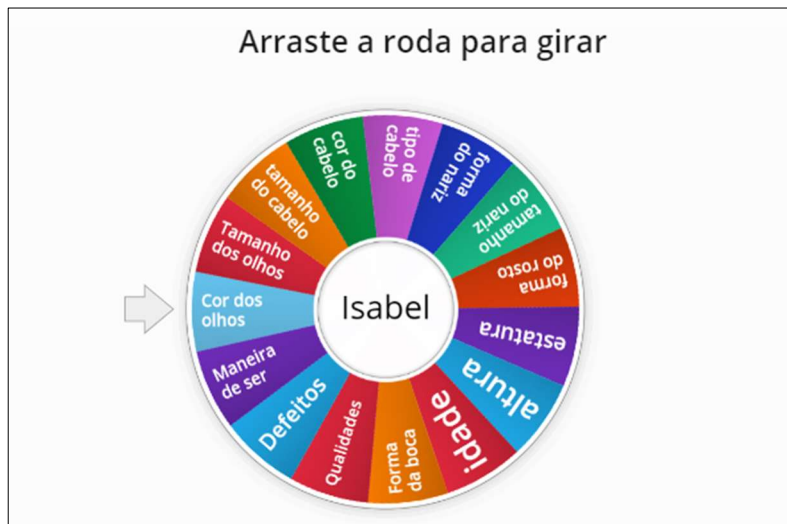 Arraste a roda para girar
tipo de
cabelo
forma
do nariz
tamanho
do nariz
forma
do rosto
estatura
altura
idade
Forma
da boca
Qualidades
Defeitos
Maneira
de ser
Cor dos
olhos
Tamanho
dos olhos
tamanho
do cabelo
cor do
cabelo
Isabel